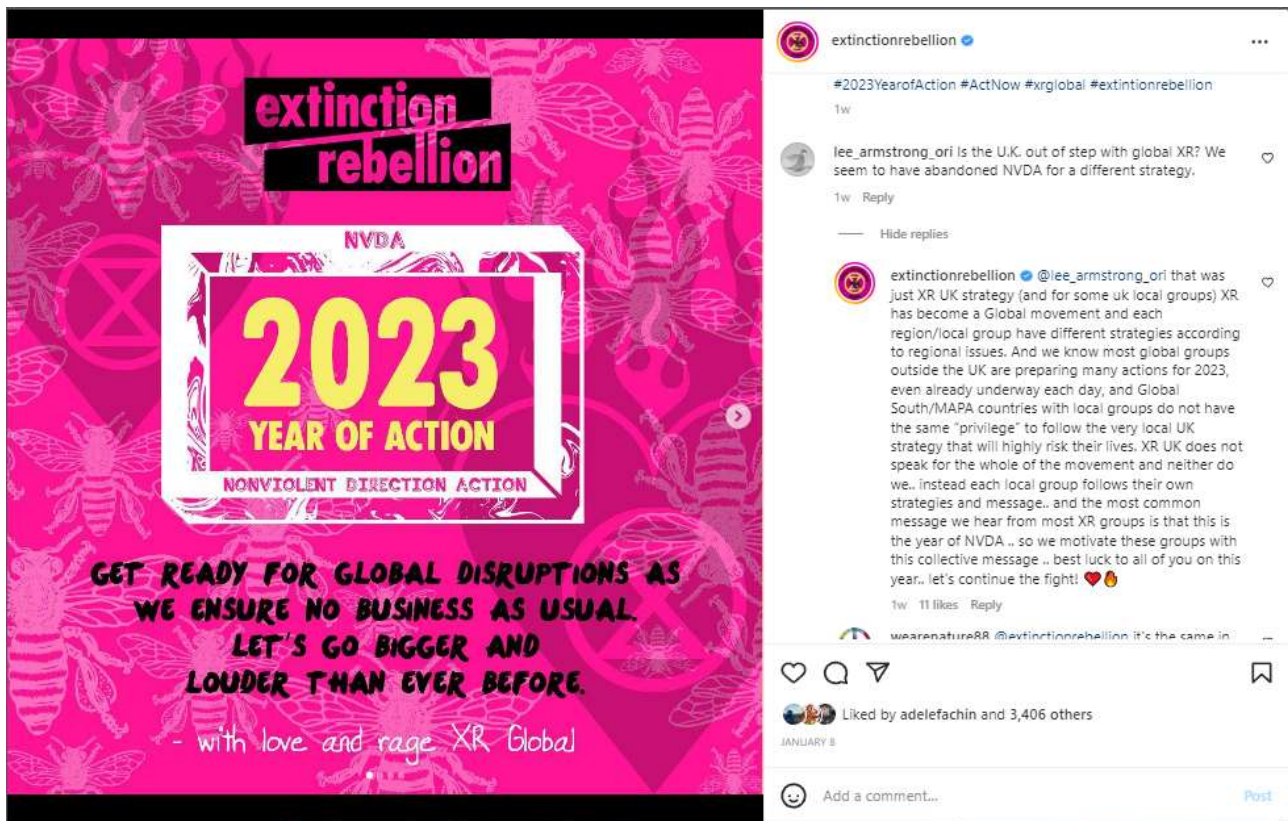 extinction
rebellion
NVDA
2023
YEAR OF ACTION
NONVIOLENT DIRECTION ACTION
GET READY FOR GLOBAL DISRUPTIONS AS
WE ENSURE NO BUSINESS AS USUAL.
LET'S GO BIGGER AND
LOUDER THAN EVER BEFORE.
- with love and rage XR Global
extinctionrebellion
#2023YearofAction #ActNow #xrglobal #extintionrebellion
1w
lee_armstrong_ori Is the U.K. out of step with global XR? We
seem to have abandoned NVDA for a different strategy.
1w Reply
Hide replies
extinctionrebellion @lee_armstrong_ori that was
just XR UK strategy (and for some uk local groups) XR
has become a Global movement and each
region/local group have different strategies according
to regional issues. And we know most global groups
outside the UK are preparing many actions for 2023,
even already underway each day, and Global
South/MAPA countries with local groups do not have
the same "privilege" to follow the very local UK
strategy that will highly risk their lives. XR UK does not
speak for the whole of the movement and neither do
we.. instead each local group follows their own
strategies and message.. and the most common
message we hear from most XR groups is that this is
the year of NVDA .. so we motivate these groups with
this collective message .. best luck to all of you on this
year.. let's continue the fight! ❤️🔥
1w 11 likes Reply
wearenature88 @extinctionrebellion it's the same in
Liked by adelefachin and 3,406 others
JANUARY 8
Add a comment...
Post